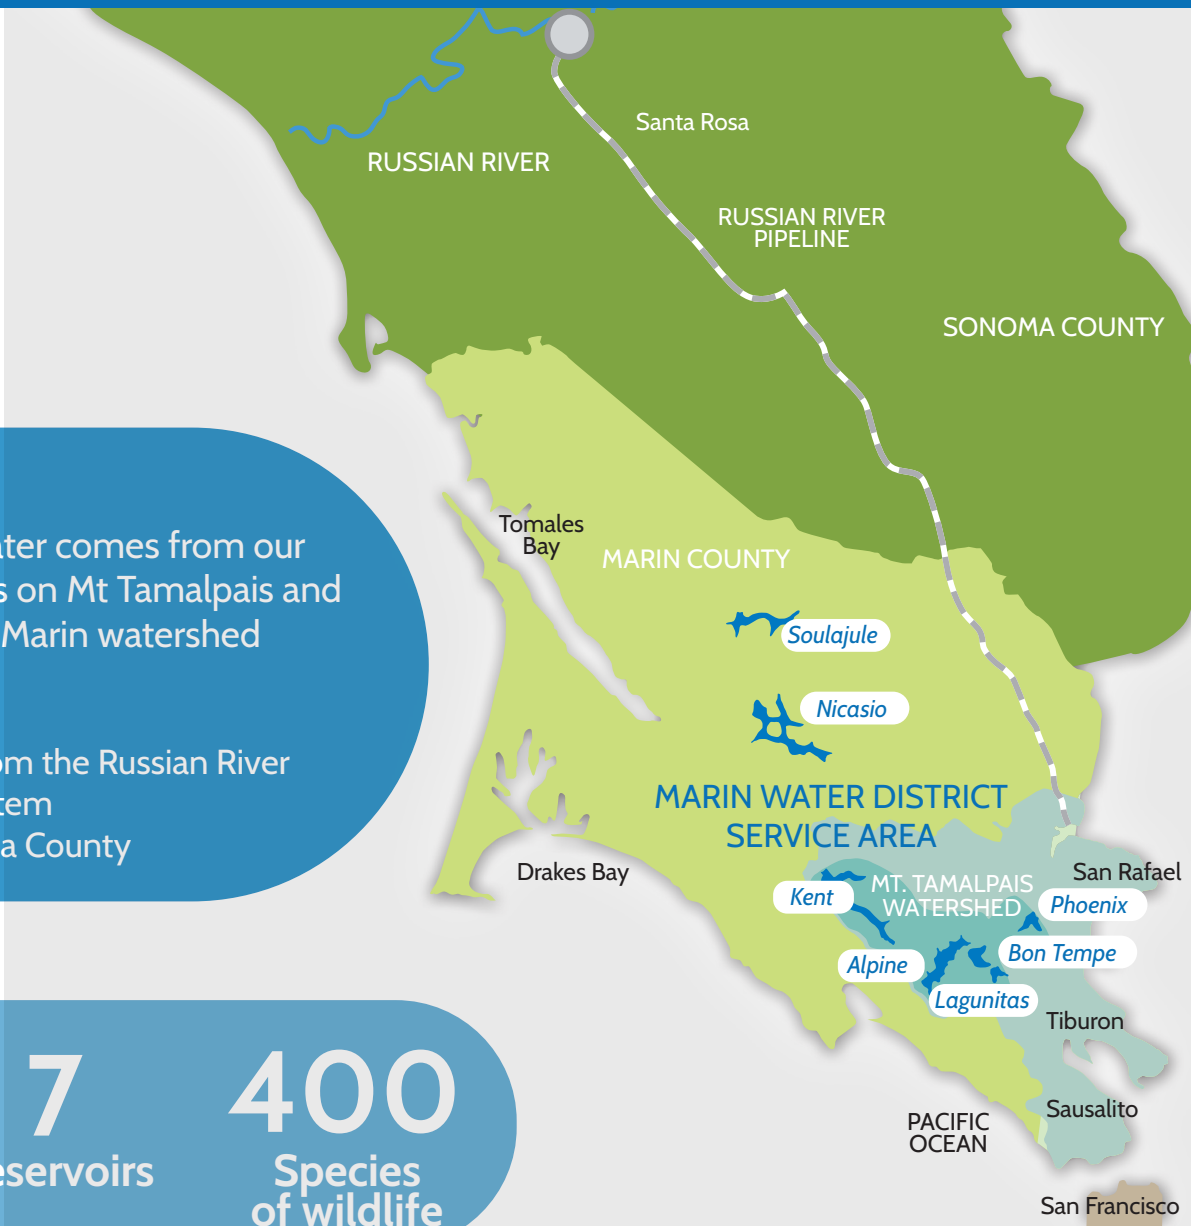 Santa Rosa
RUSSIAN RIVER
RUSSIAN RIVER
PIPELINE
SONOMA COUNTY
Tomales
Bay
MARIN COUNTY
comes from our
on Mt Tamalpais and
Marin watershed
Soulajule
Nicasio
the Russian River
County
MARIN WATER DISTRICT
SERVICE AREA
Drakes Bay
MT. TAMALPAIS
WATERSHED
San Rafael
Kent
Phoenix
Alpine
Bon Tempe
Lagunitas
Tiburon
7
400
Species
of wildlife
Sausalito
PACIFIC
OCEAN
San Francisco